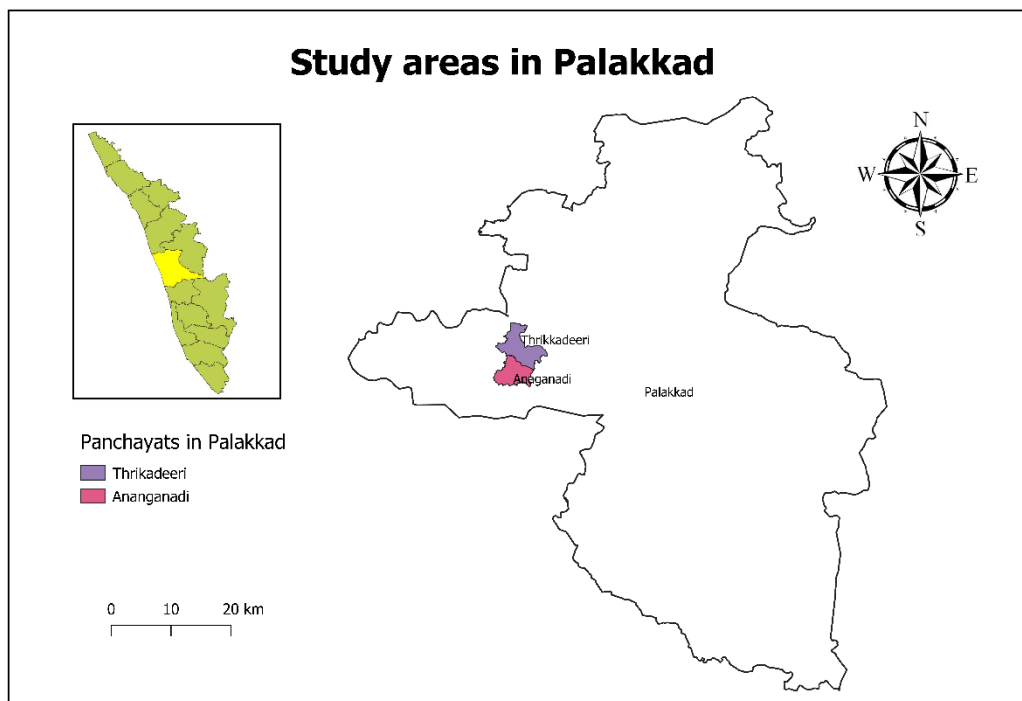 Study areas in Palakkad
N
W E
S
Thrikkadeeri
Anaganadi
Palakkad
Panchayats in Palakkad
Thrikadeeri
Ananganadi
0 10 20 km